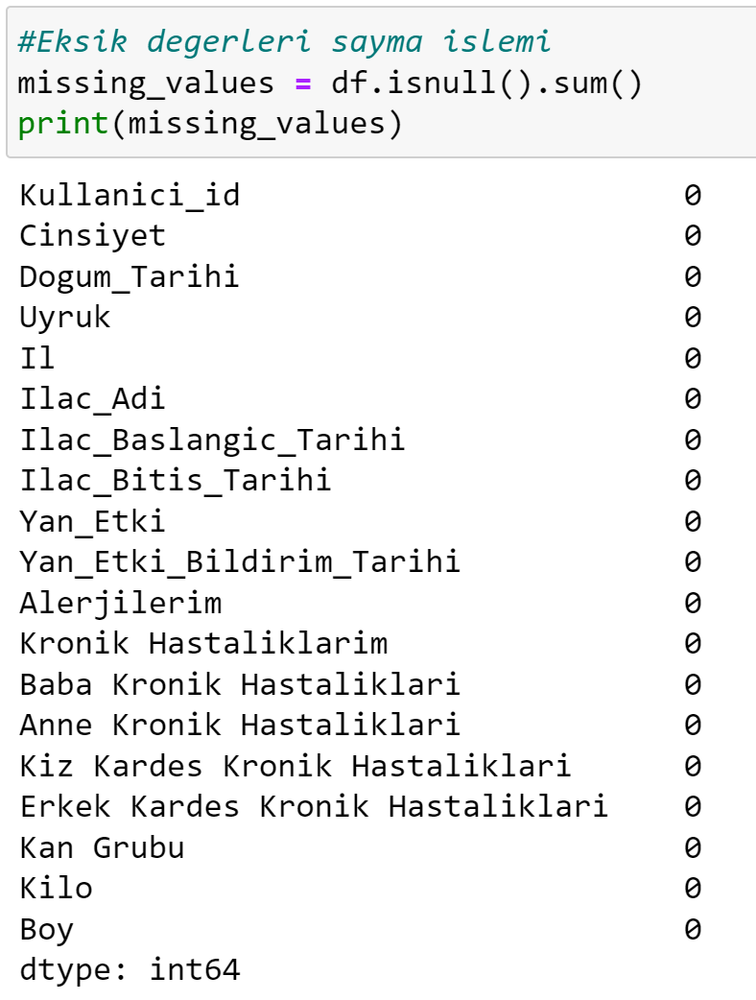 #Eksik degerleri sayma islemi
missing_values = df.isnull().sum()
print(missing_values)
Kullanici_id 0
Cinsiyet 0
Dogum_Tarihi 0
Uyruk 0
Il 0
Ilac_Adi 0
Ilac_Baslangic_Tarihi 0
Ilac_Bitis_Tarihi 0
Yan_Etki 0
Yan_Etki_Bildirim_Tarihi 0
Alerjilerim 0
Kronik Hastaliklarim 0
Baba Kronik Hastaliklari 0
Anne Kronik Hastaliklari 0
Kiz Kardes Kronik Hastaliklari 0
Erkek Kardes Kronik Hastaliklari 0
Kan Grubu 0
Kilo 0
Boy 0
dtype: int64